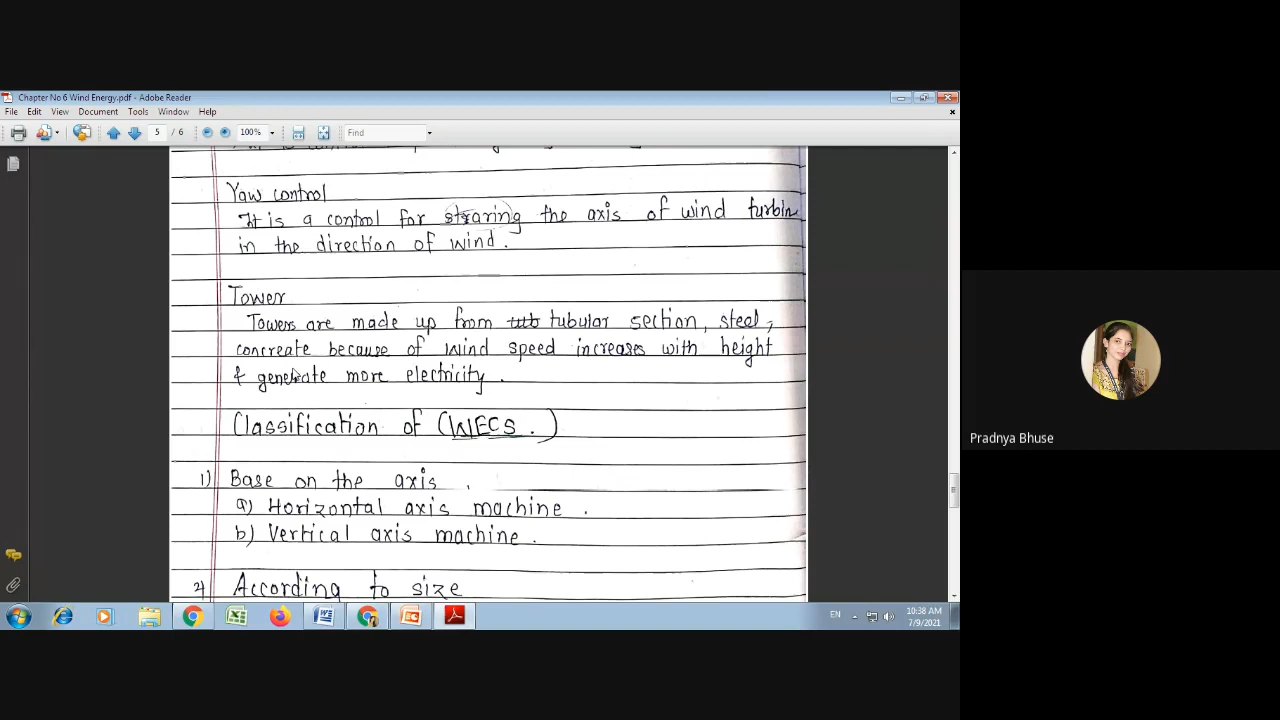 Chapter No 6 Wind Energy.pdf - Adobe Reader
File Edit View Document Tools Window Help
5 / 6 100% Find
Yaw control
It is a control for straring the axis of wind turbin
in the direction of wind.
Tower
Towers are made up from tubular section, steel,
concreate because of wind speed increases with height
& generate more electricity.
Classification of (WECS.)
1) Base on the axis.
a) Horizontal axis machine.
b) Vertical axis machine.
2) According to size
EN 10:38 AM
7/9/2021
Pradnya Bhuse